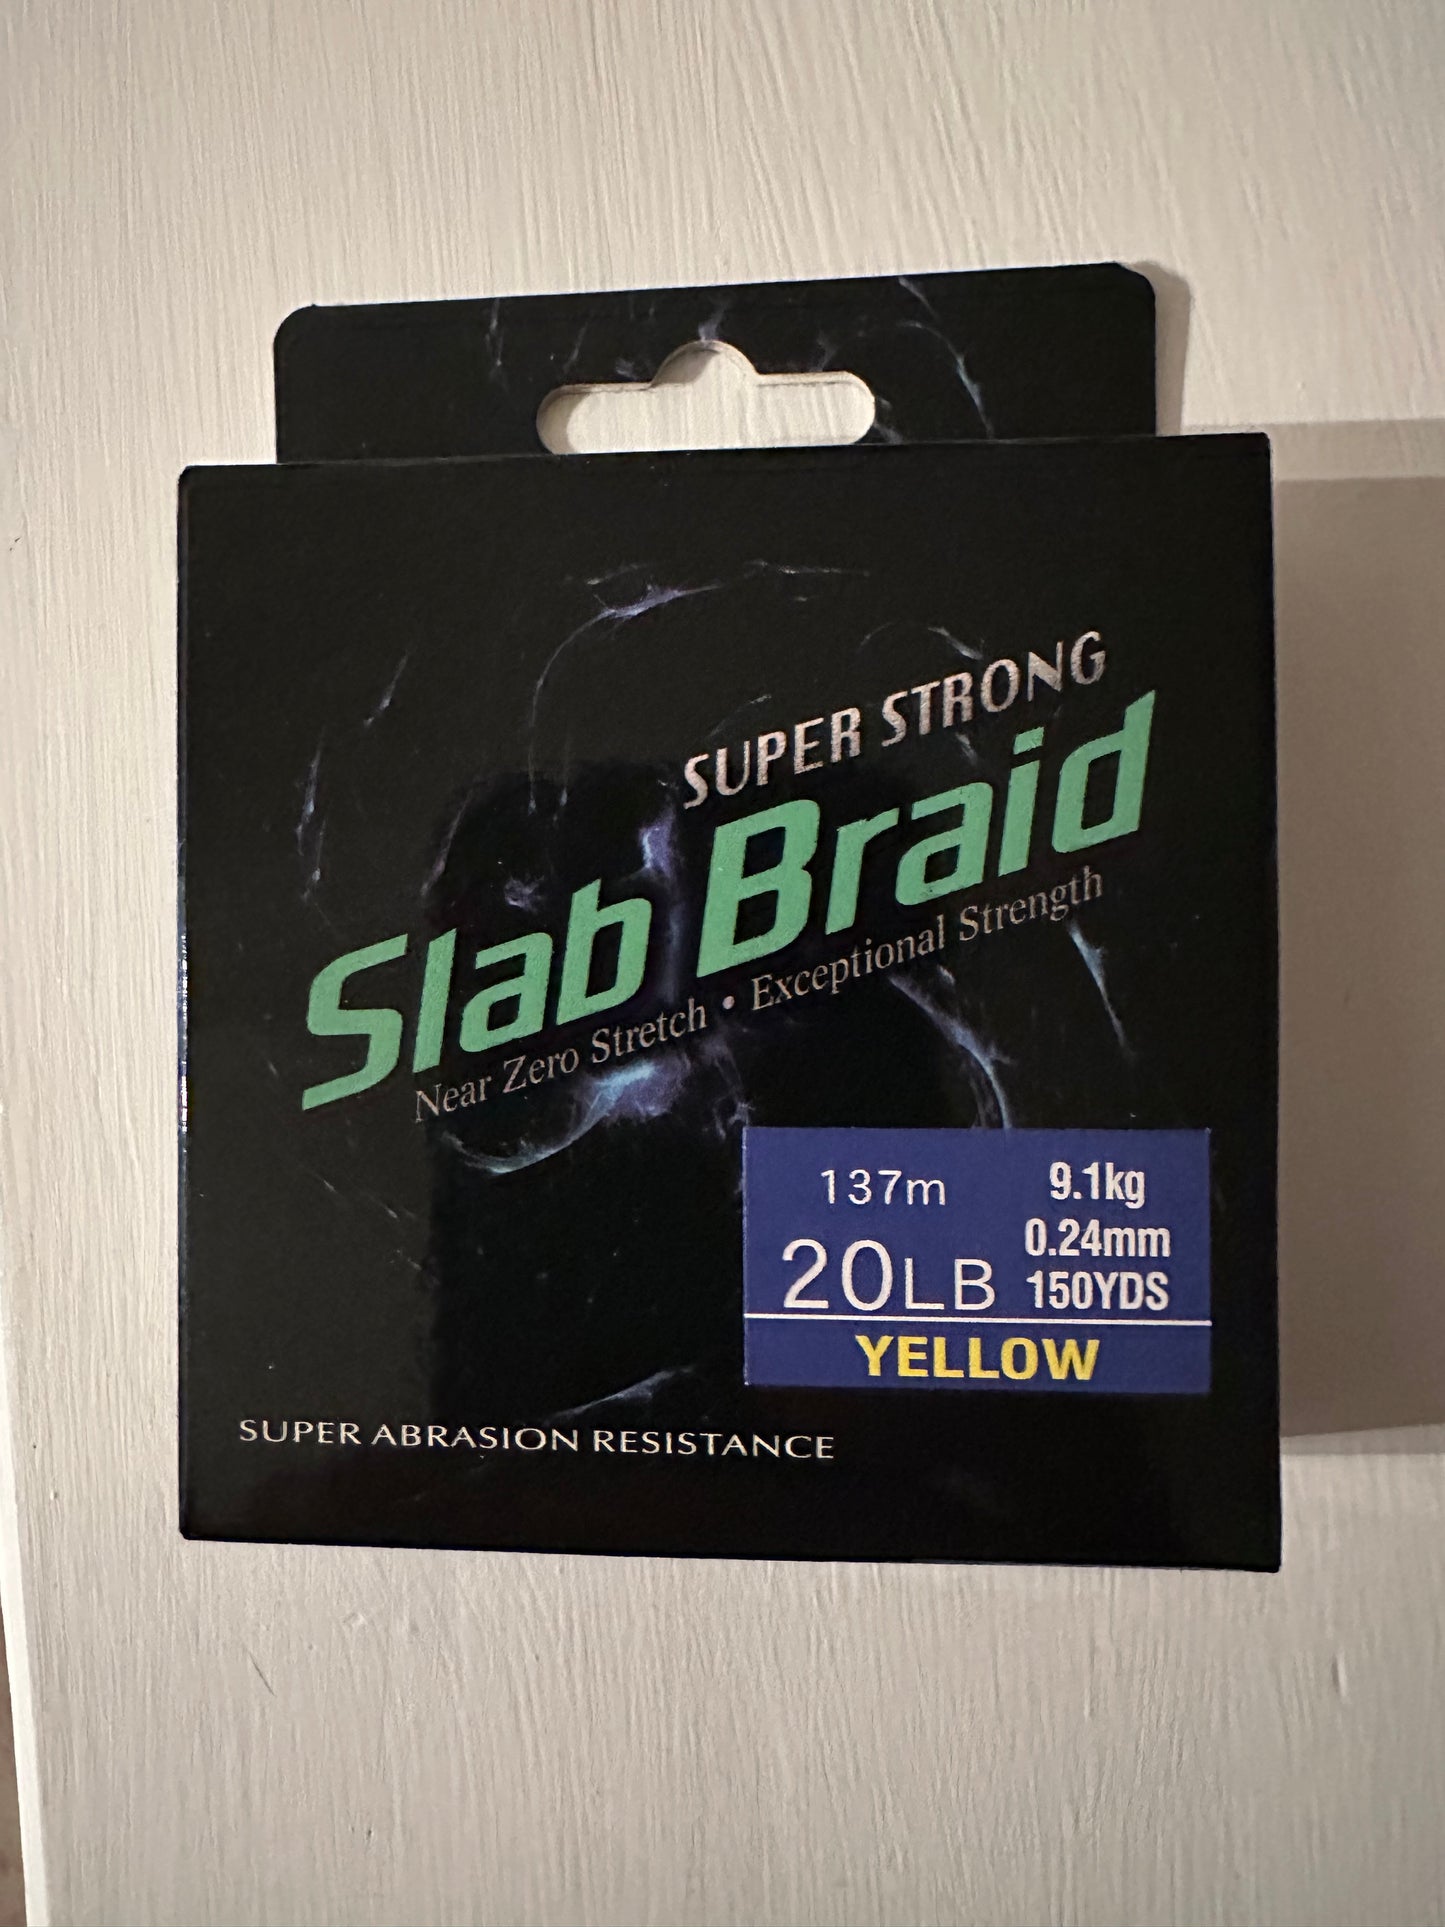 SUPER STRONG
Slab Braid
Near Zero Stretch • Exceptional Strength
137m
20LB
9.1kg
0.24mm
150YDS
YELLOW
SUPER ABRASION RESISTANCE